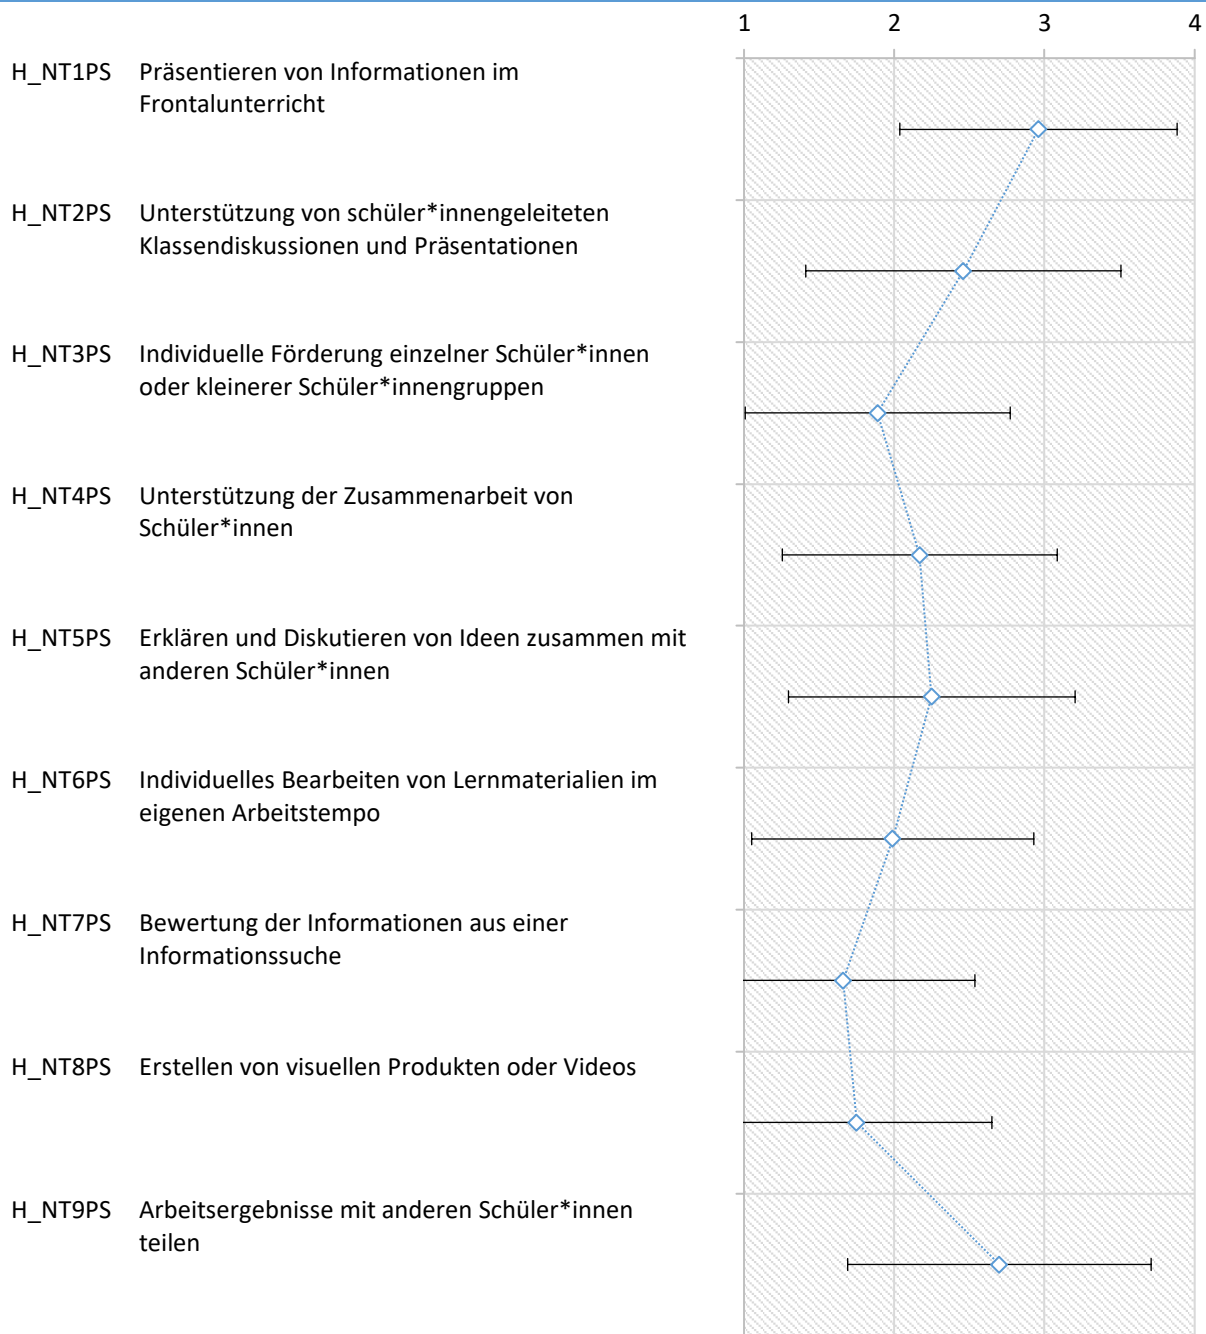 1 2 3 4
H_NT1PS Präsentieren von Informationen im
Frontalunterricht
H_NT2PS Unterstützung von schüler*innengeleiteten
Klassendiskussionen und Präsentationen
H_NT3PS Individuelle Förderung einzelner Schüler*innen
oder kleinerer Schüler*innengruppen
H_NT4PS Unterstützung der Zusammenarbeit von
Schüler*innen
H_NT5PS Erklären und Diskutieren von Ideen zusammen mit
anderen Schüler*innen
H_NT6PS Individuelles Bearbeiten von Lernmaterialien im
eigenen Arbeitstempo
H_NT7PS Bewertung der Informationen aus einer
Informationssuche
H_NT8PS Erstellen von visuellen Produkten oder Videos
H_NT9PS Arbeitsergebnisse mit anderen Schüler*innen
teilen